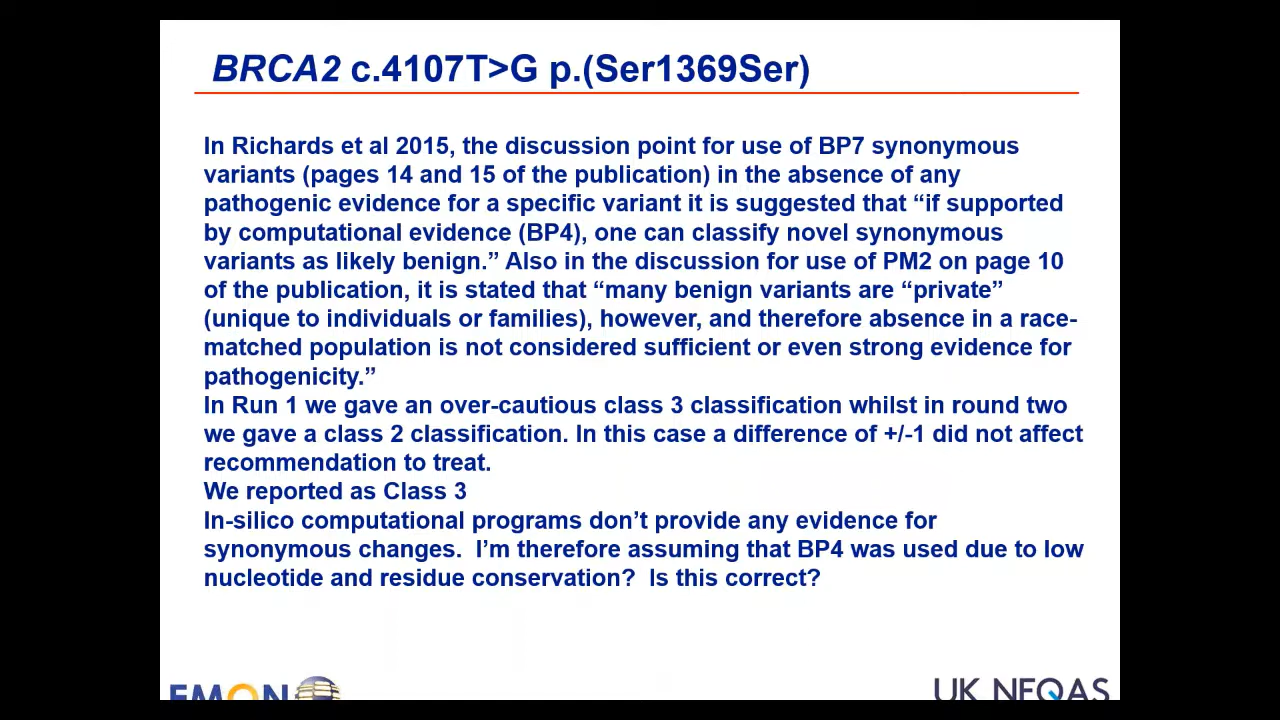 BRCA2 c.4107T>G p.(Ser1369Ser)
In Richards et al 2015, the discussion point for use of BP7 synonymous
variants (pages 14 and 15 of the publication) in the absence of any
pathogenic evidence for a specific variant it is suggested that “if supported
by computational evidence (BP4), one can classify novel synonymous
variants as likely benign.” Also in the discussion for use of PM2 on page 10
of the publication, it is stated that “many benign variants are “private”
(unique to individuals or families), however, and therefore absence in a race-
matched population is not considered sufficient or even strong evidence for
pathogenicity.”
In Run 1 we gave an over-cautious class 3 classification whilst in round two
we gave a class 2 classification. In this case a difference of +/-1 did not affect
recommendation to treat.
We reported as Class 3
In-silico computational programs don’t provide any evidence for
synonymous changes.  I’m therefore assuming that BP4 was used due to low
nucleotide and residue conservation?  Is this correct?
EMQN
UK NEQAS